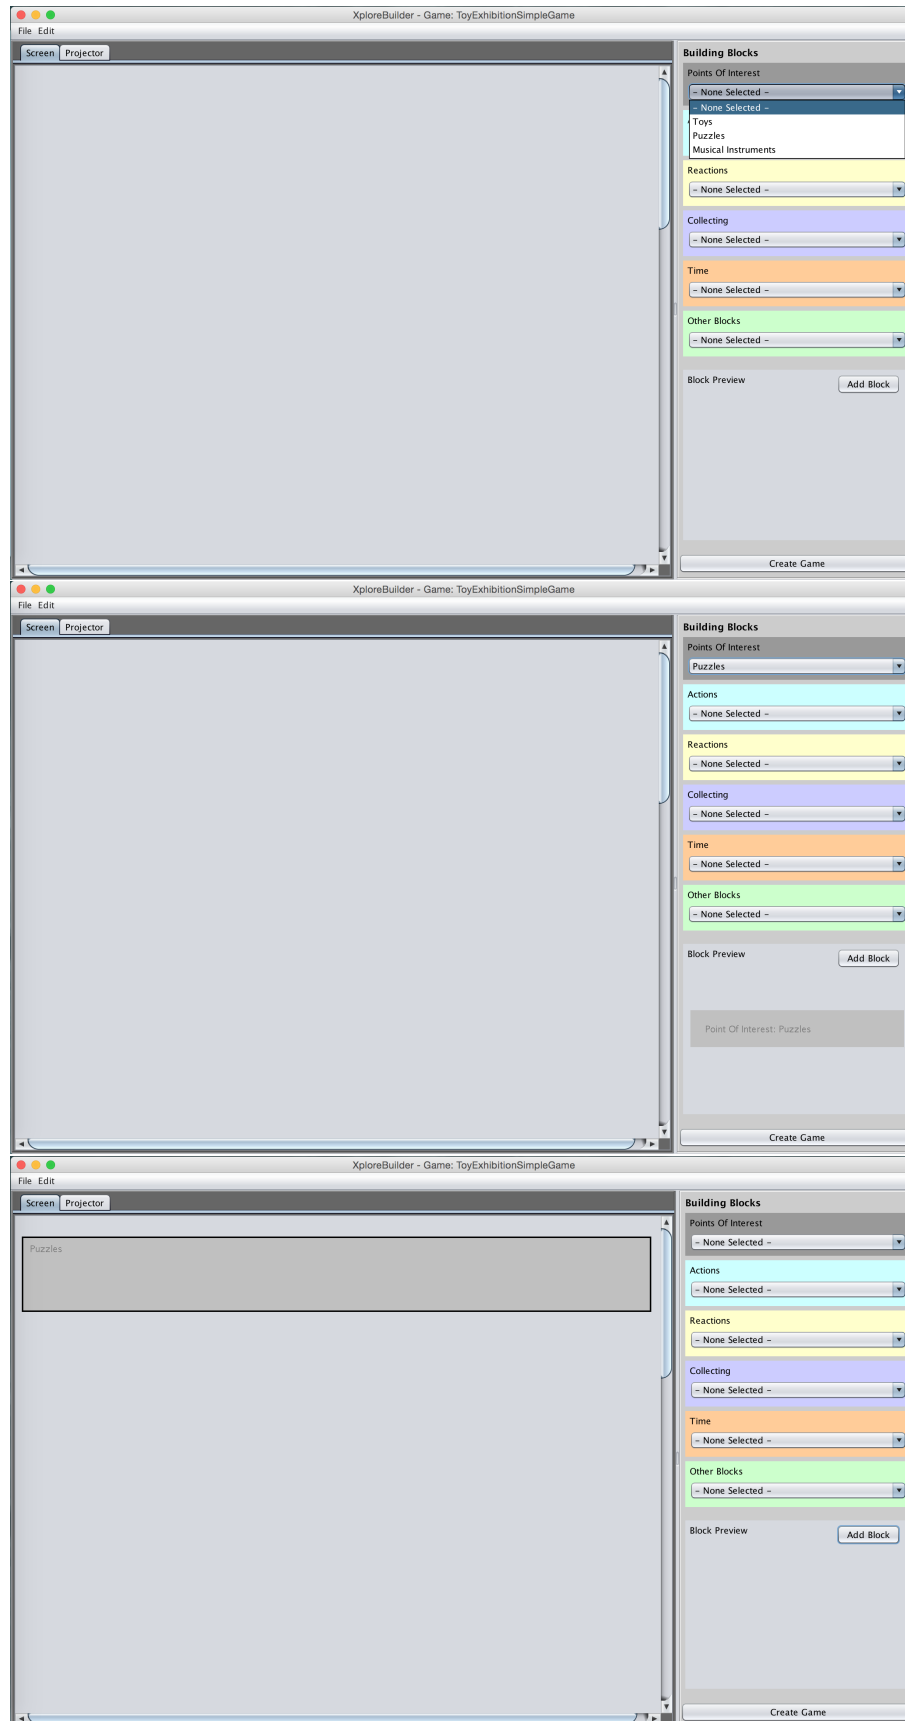 XploreBuilder - Game: ToyExhibitionSimpleGame
File Edit
Screen Projector
Building Blocks
Points Of Interest
- None Selected -
- None Selected -
Toys
Puzzles
Musical Instruments
Reactions
- None Selected -
Collecting
- None Selected -
Time
- None Selected -
Other Blocks
- None Selected -
Block Preview
Add Block
Create Game
XploreBuilder - Game: ToyExhibitionSimpleGame
File Edit
Screen Projector
Building Blocks
Points Of Interest
Puzzles
Actions
- None Selected -
Reactions
- None Selected -
Collecting
- None Selected -
Time
- None Selected -
Other Blocks
- None Selected -
Block Preview
Add Block
Point Of Interest: Puzzles
Create Game
XploreBuilder - Game: ToyExhibitionSimpleGame
File Edit
Screen Projector
Puzzles
Building Blocks
Points Of Interest
- None Selected -
Actions
- None Selected -
Reactions
- None Selected -
Collecting
- None Selected -
Time
- None Selected -
Other Blocks
- None Selected -
Block Preview
Add Block
Create Game